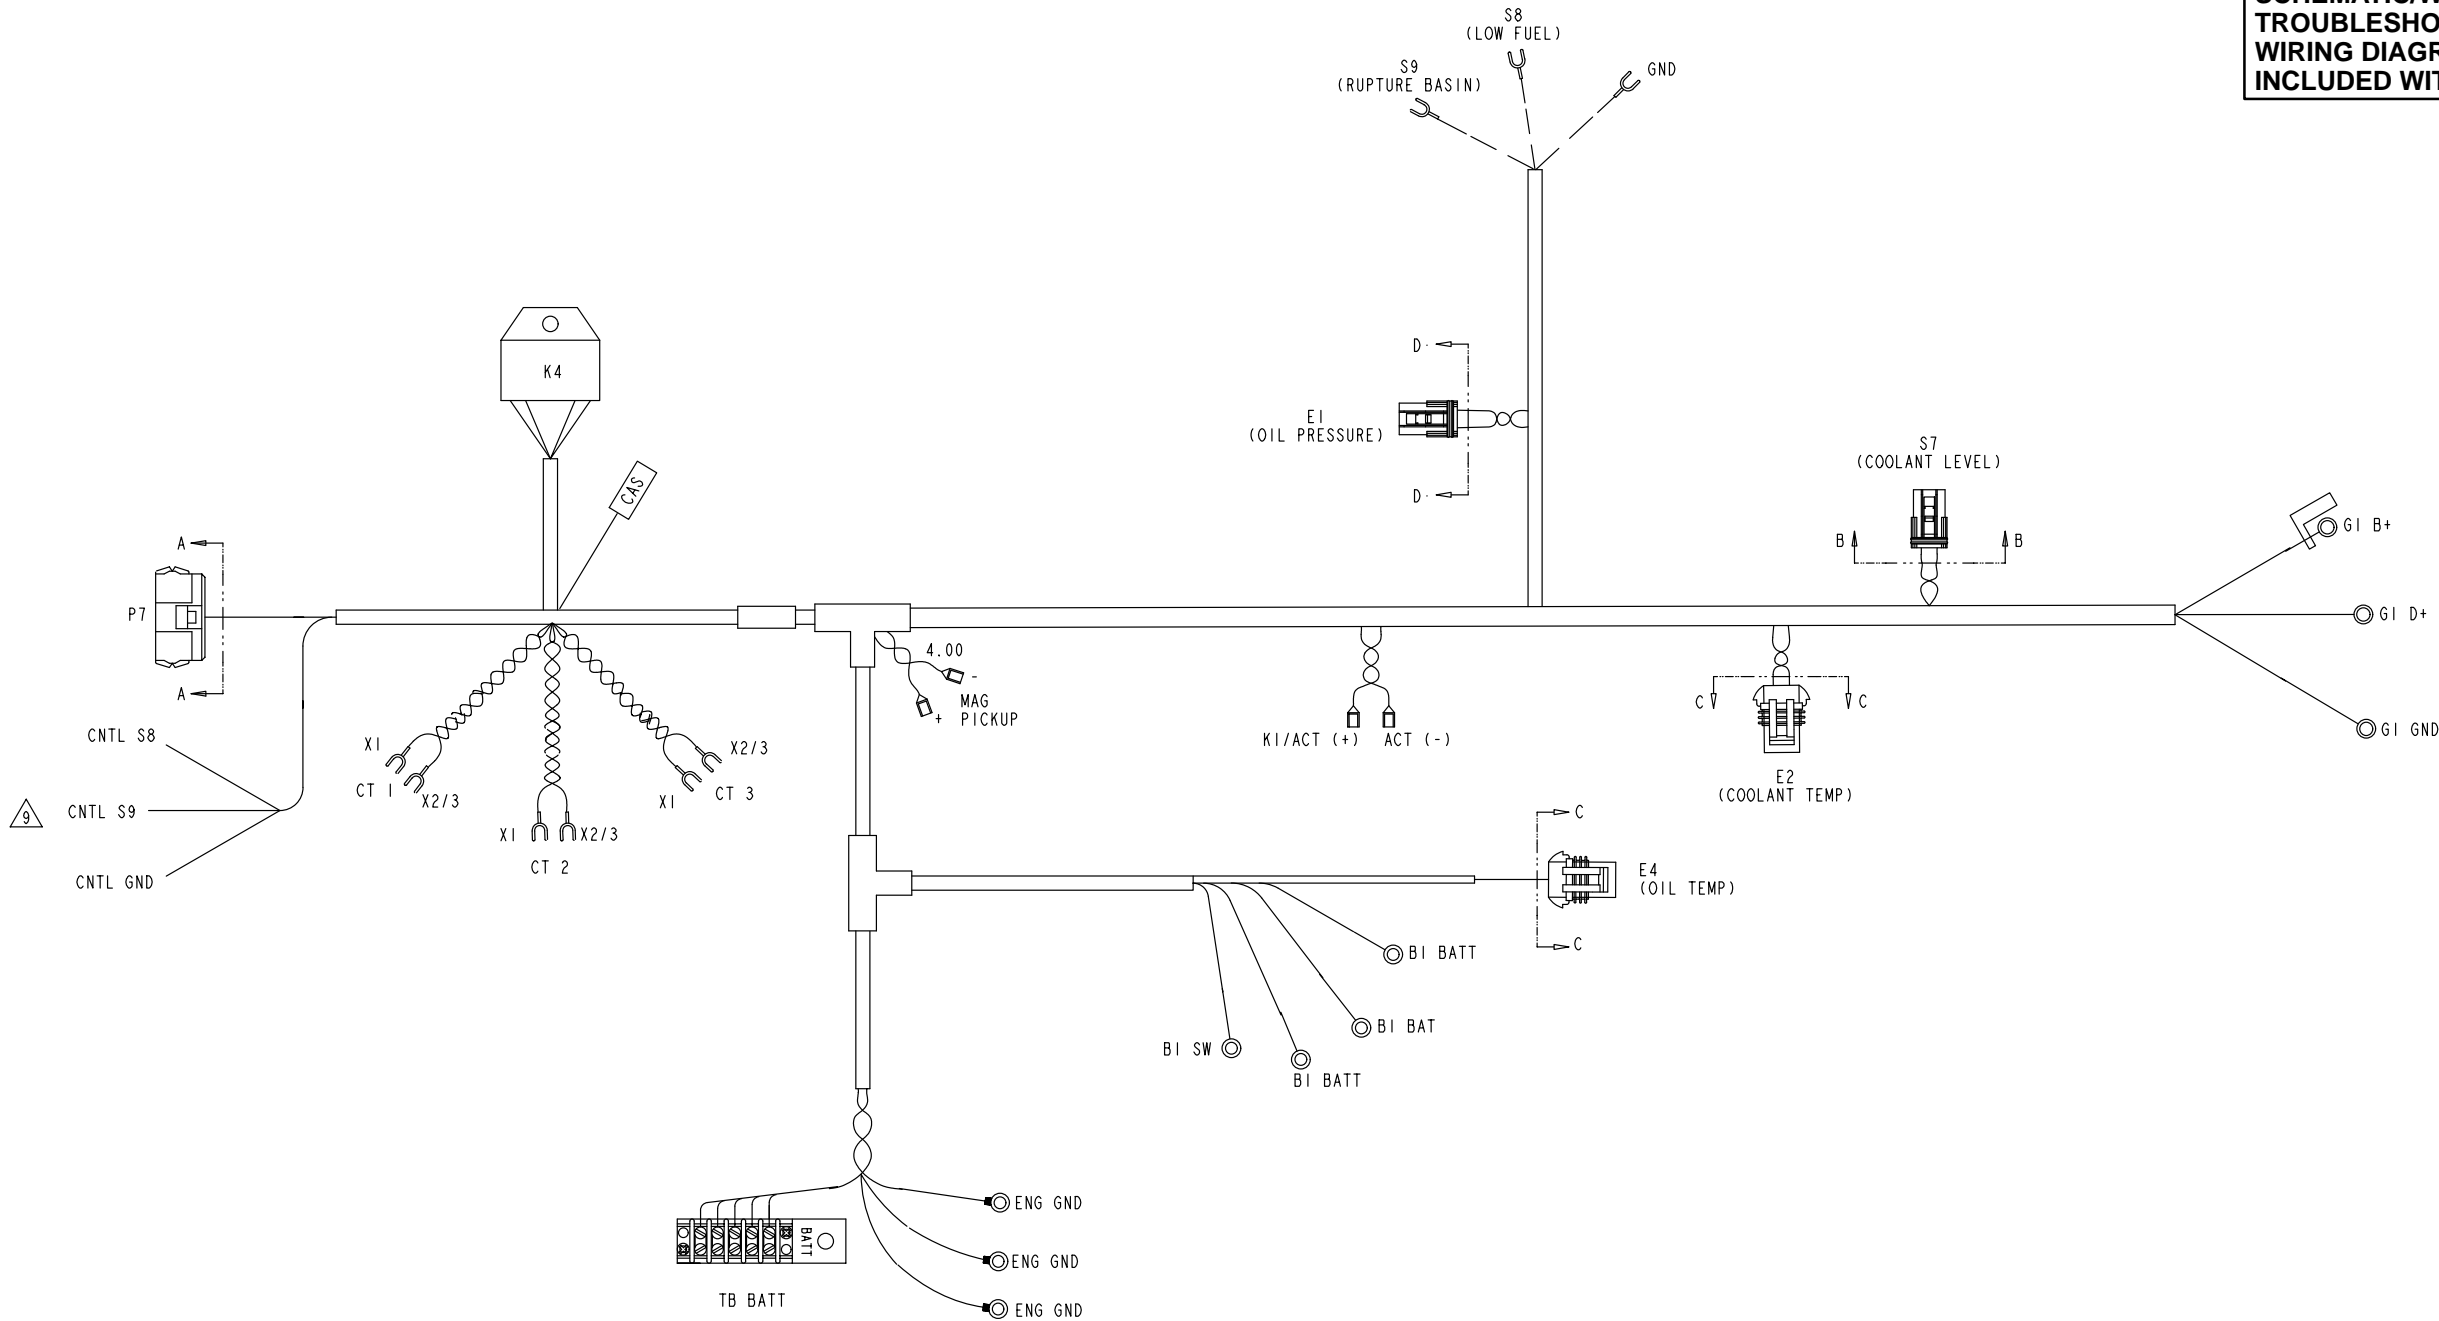 SCHEMATIC/W
TROUBLESHO
WIRING DIAGR
INCLUDED WIT
S8
(LOW FUEL)
S9
(RUPTURE BASIN)
GND
K4
CAS
D
E1
(OIL PRESSURE)
D
S7
(COOLANT LEVEL)
B
B
G1 B+
A
P7
A
G1 D+
4.00
-
+
MAG
PICKUP
K1/ACT (+)
ACT (-)
C
C
E2
(COOLANT TEMP)
G1 GND
CNTL S8
9
CNTL S9
CNTL GND
X1
CT 1
X2/3
X1
X2/3
CT 2
X2/3
X1
CT 3
C
E4
(OIL TEMP)
C
B1 BATT
B1 BAT
B1 SW
B1 BATT
ENG GND
ENG GND
ENG GND
BATT
TB BATT